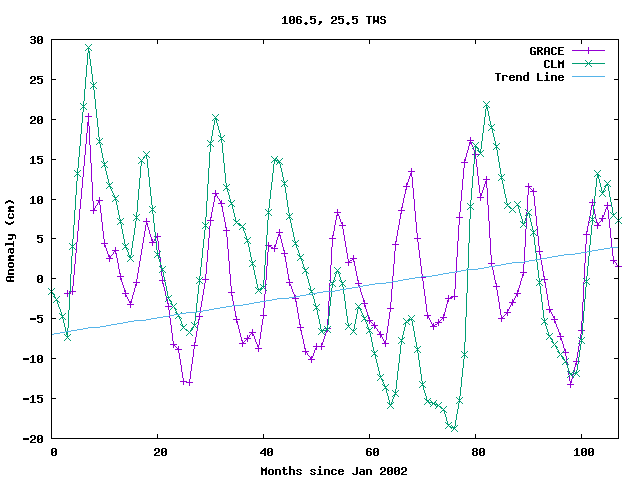 106.5, 25.5 TWS
GRACE
CLM
Trend Line
30
25
20
15
10
5
0
-5
-10
-15
-20
Anomaly (cm)
0 20 40 60 80 100
Months since Jan 2002